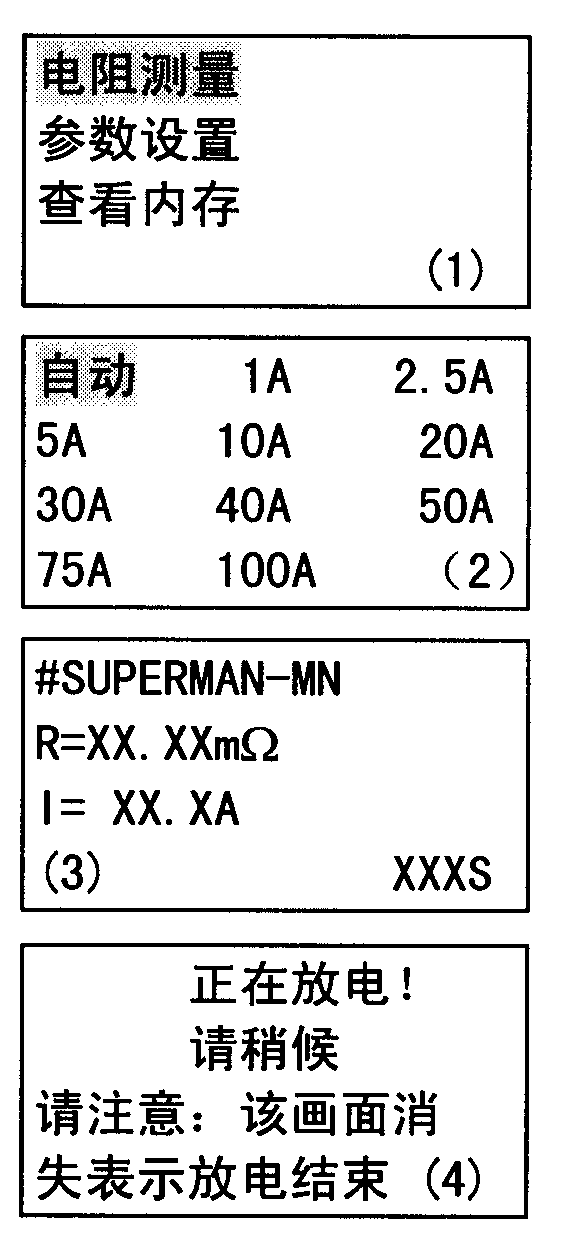 电阻测量
参数设置
查看内存
(1)
自动 1A 2.5A
5A 10A 20A
30A 40A 50A
75A 100A (2)
#SUPERMAN-MN
R=XX.XXmΩ
I= XX.XA
(3) XXXS
正在放电!
请稍候
请注意：该画面消
失表示放电结束 (4)